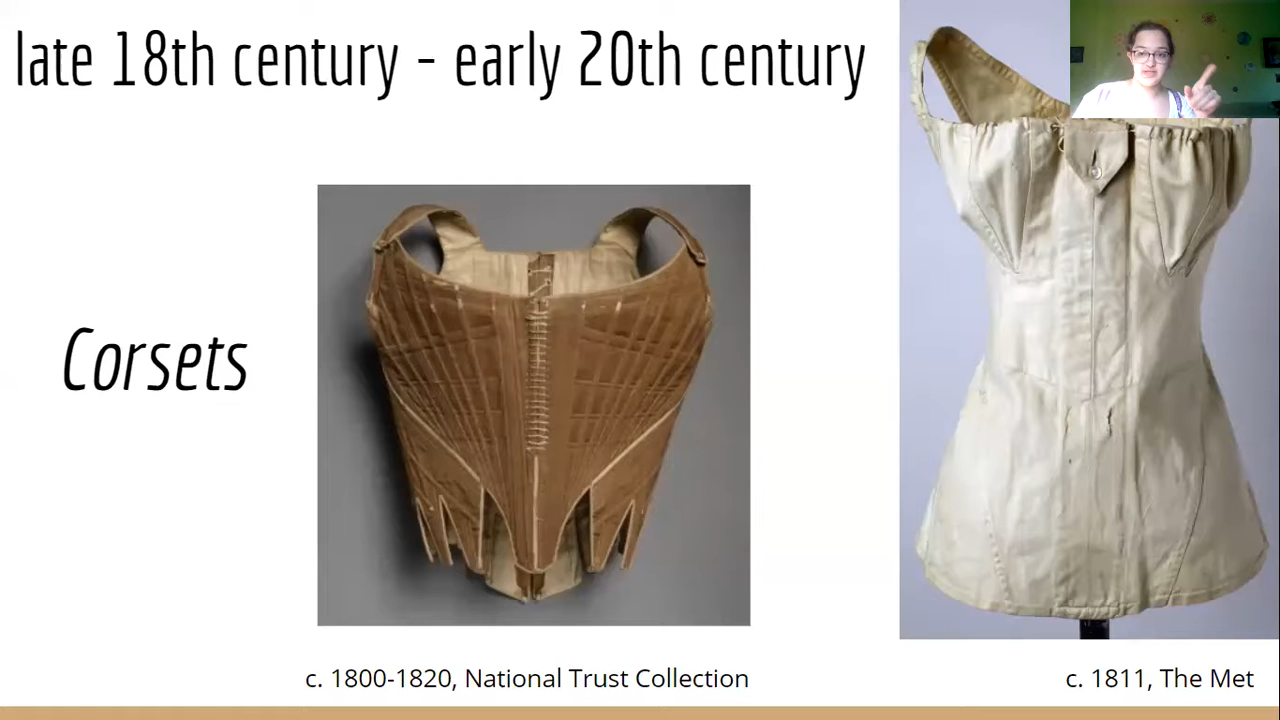 late 18th century - early 20th century
Corsets
c. 1800-1820, National Trust Collection
c. 1811, The Met